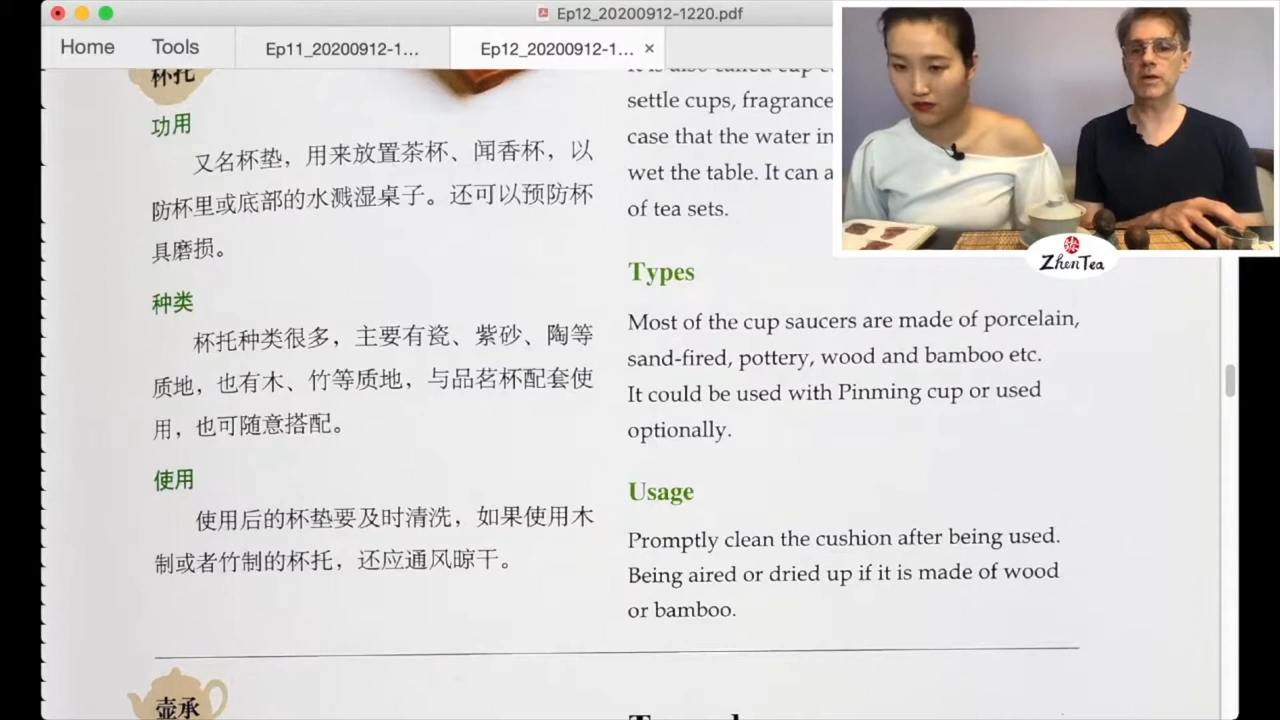 Ep12_20200912-1220.pdf
Home
Tools
Ep11_20200912-1...
Ep12_20200912-1... ×
杯托
功用
又名杯垫，用来放置茶杯、闻香杯，以
防杯里或底部的水溅湿桌子。还可以预防杯
具磨损。
种类
杯托种类很多，主要有瓷、紫砂、陶等
质地，也有木、竹等质地，与品茗杯配套使
用，也可随意搭配。
使用
使用后的杯垫要及时清洗，如果使用木
制或者竹制的杯托，还应通风晾干。
壶承
It is also called cup
settle cups, fragrance
case that the water in
wet the table. It can a
of tea sets.
Types
Most of the cup saucers are made of porcelain,
sand-fired, pottery, wood and bamboo etc.
It could be used with Pinming cup or used
optionally.
Usage
Promptly clean the cushion after being used.
Being aired or dried up if it is made of wood
or bamboo.
Zhen Tea